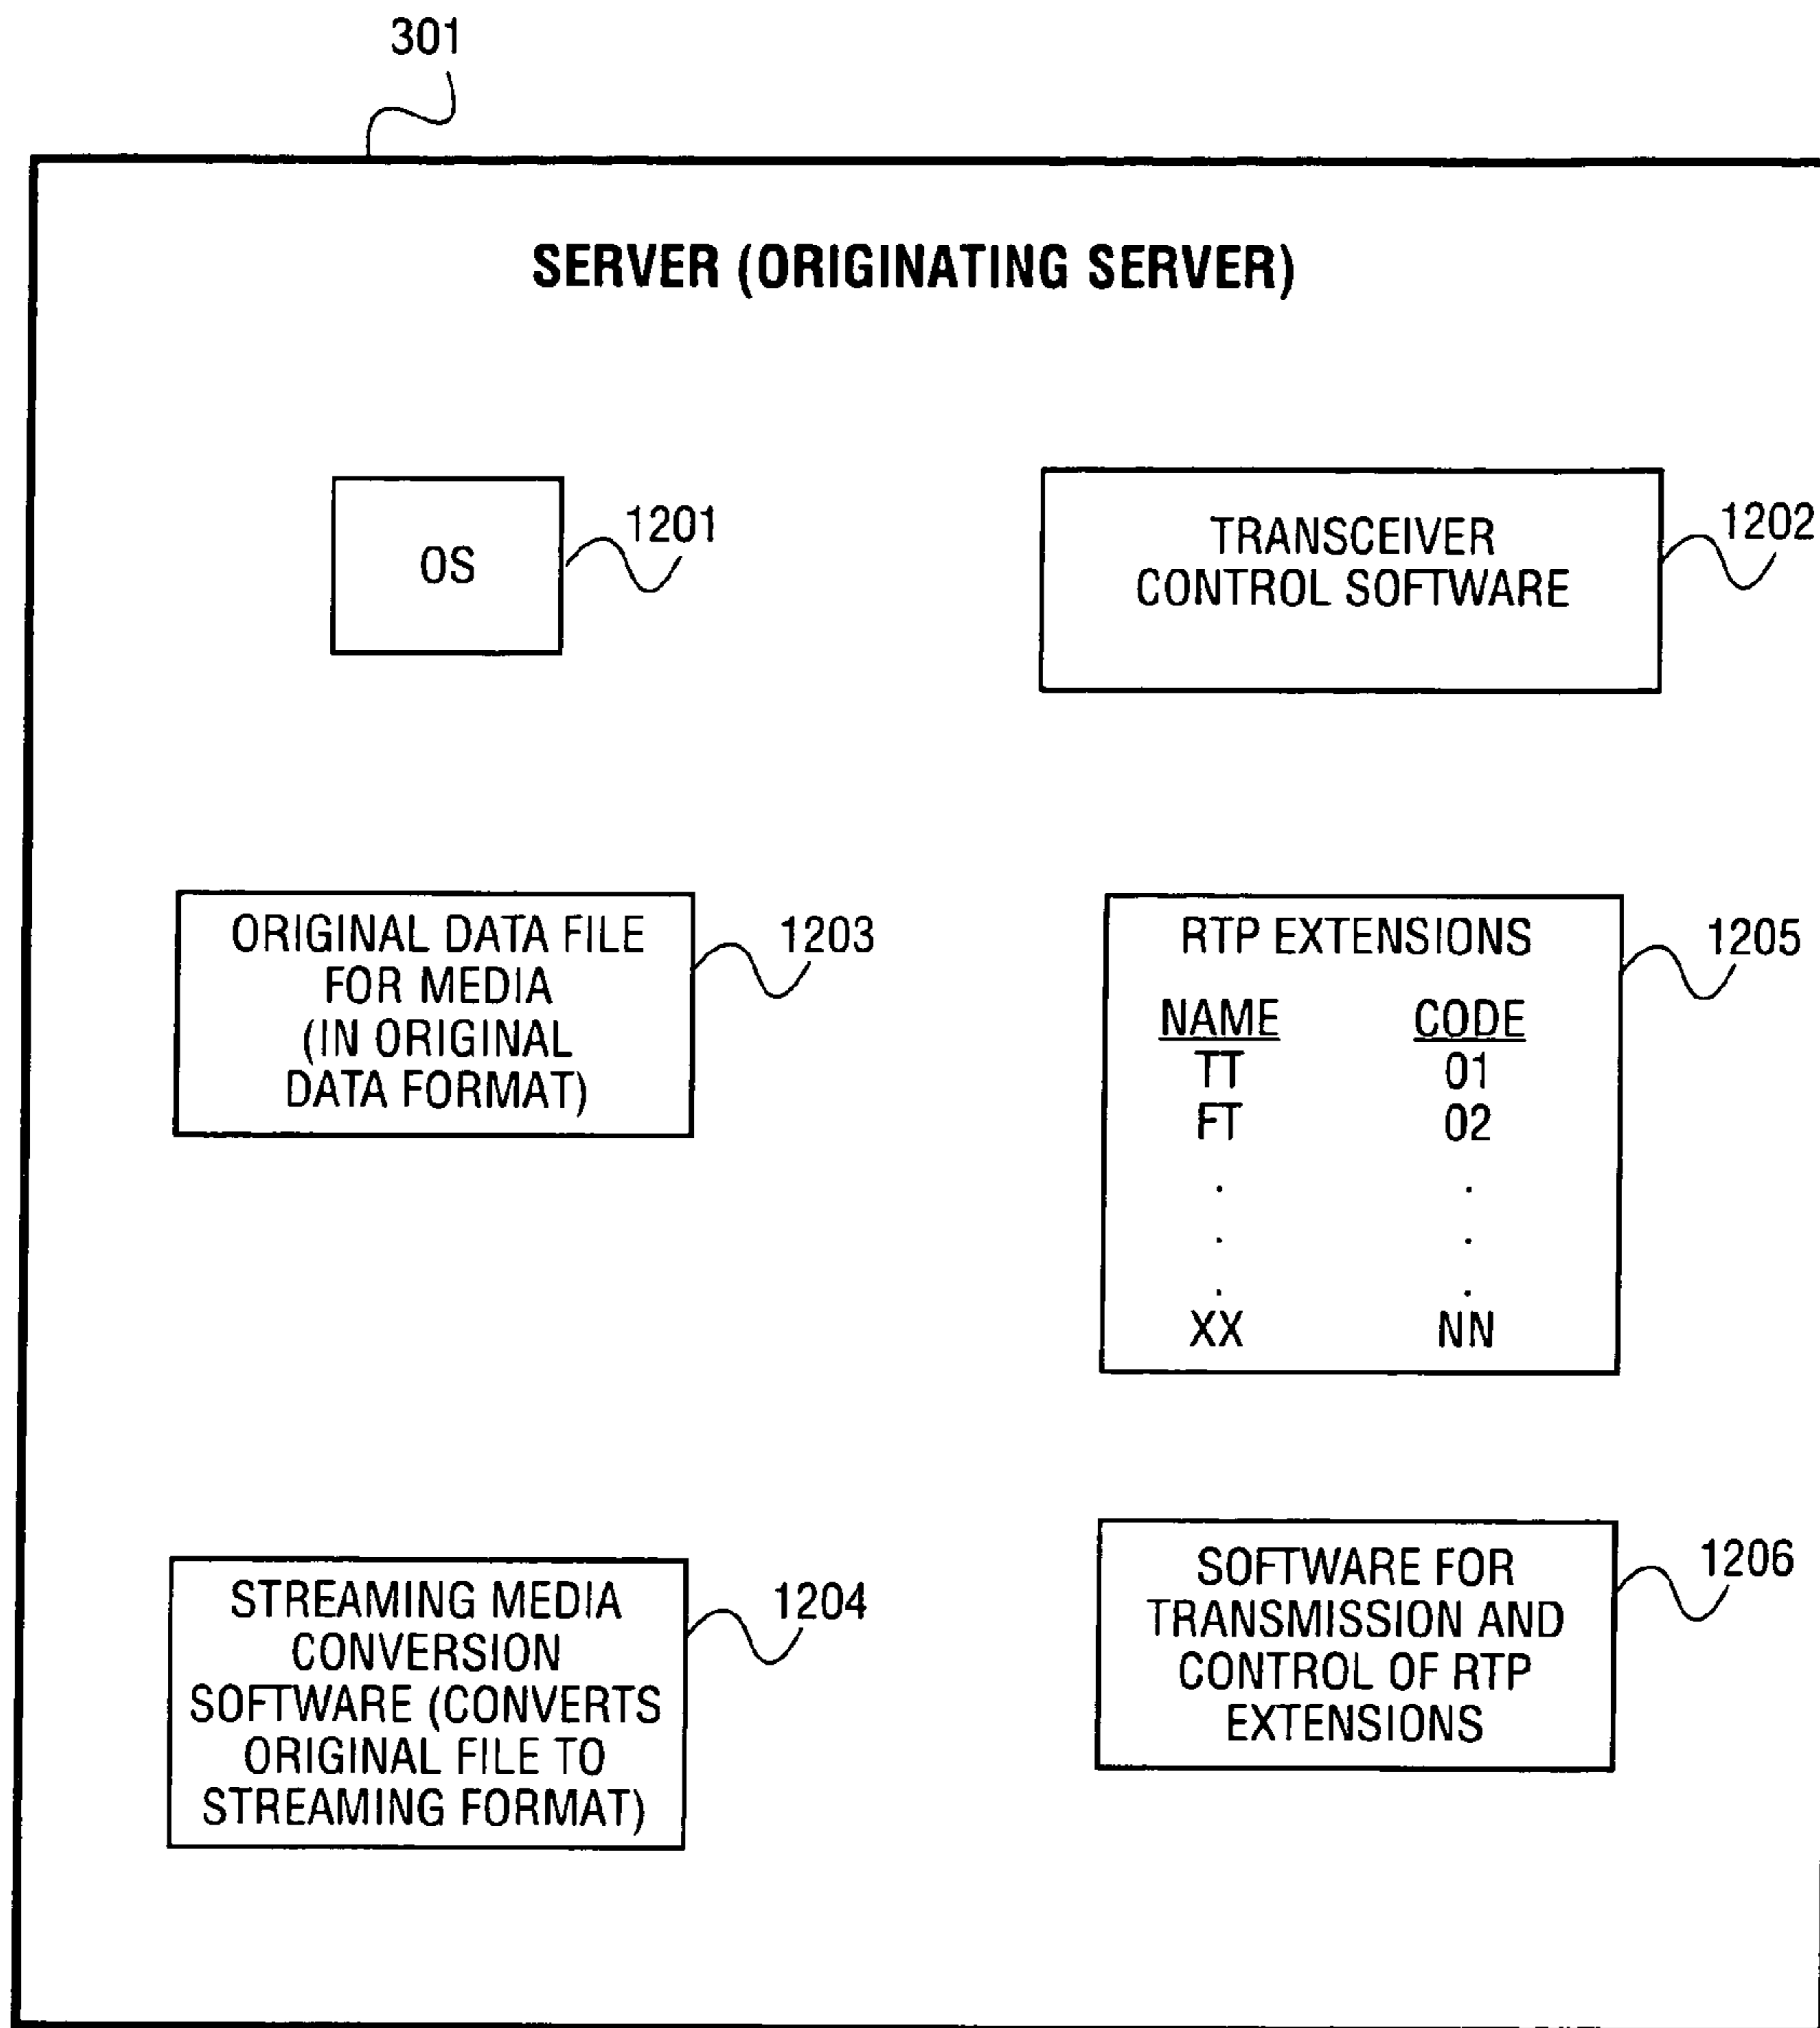 301
SERVER (ORIGINATING SERVER)
OS
1201
TRANSCEIVER
CONTROL SOFTWARE
1202
ORIGINAL DATA FILE
FOR MEDIA
(IN ORIGINAL
DATA FORMAT)
1203
RTP EXTENSIONS
NAME CODE
TT 01
FT 02
. .
. .
. .
XX NN
1205
STREAMING MEDIA
CONVERSION
SOFTWARE (CONVERTS
ORIGINAL FILE TO
STREAMING FORMAT)
1204
SOFTWARE FOR
TRANSMISSION AND
CONTROL OF RTP
EXTENSIONS
1206